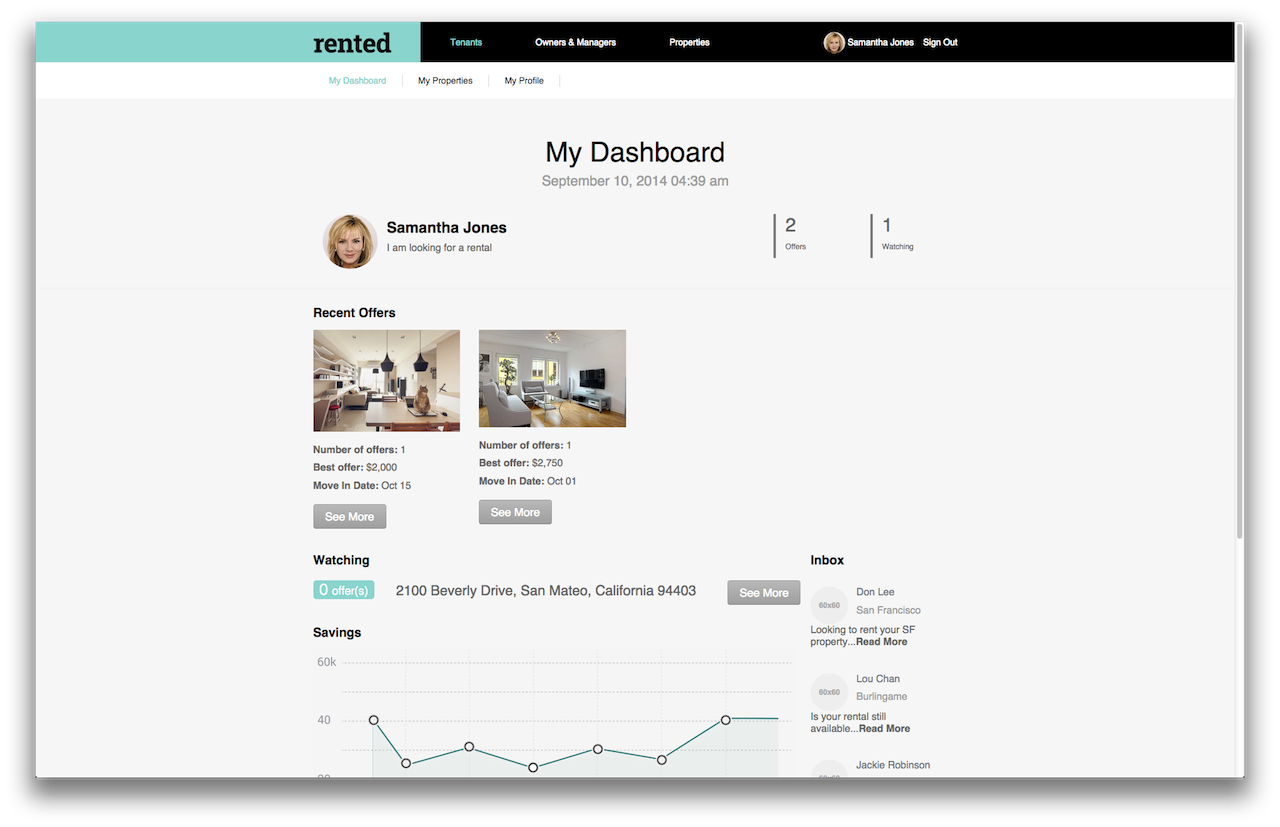 rented
Tenants Owners & Managers Properties Samantha Jones Sign Out
My Dashboard My Properties My Profile
My Dashboard
September 10, 2014 04:39 am
Samantha Jones
I am looking for a rental
2
Offers
1
Watching
Recent Offers
Number of offers: 1
Best offer: $2,000
Move In Date: Oct 15
See More
Number of offers: 1
Best offer: $2,750
Move In Date: Oct 01
See More
Watching
0 offer(s) 2100 Beverly Drive, San Mateo, California 94403 See More
Savings
60k
40
Inbox
60x60
Don Lee
San Francisco
Looking to rent your SF
property...Read More
60x60
Lou Chan
Burlingame
Is your rental still
available...Read More
Jackie Robinson